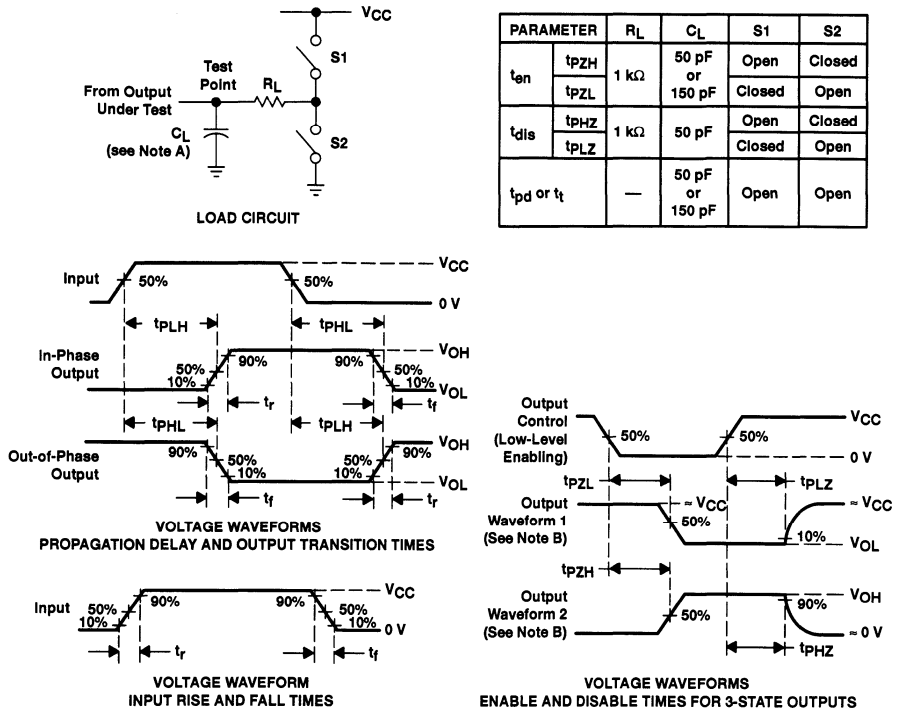 VCC
S1
Test
Point
RL
From Output
Under Test
CL
(see Note A)
S2
LOAD CIRCUIT
PARAMETER RL CL S1 S2
ten tPZH 1 kΩ 50 pF or 150 pF Open Closed
tPZL Closed Open
tdis tPHZ 1 kΩ 50 pF Open Closed
tPLZ Closed Open
tpd or tt — 50 pF or 150 pF Open Open
Input 50% 50% VCC
0 V
tPLH tPHL
In-Phase
Output
50%
10%
90% 90%
50%
10%
VOH
VOL
tr tf
tPHL tPLH
Out-of-Phase
Output
90%
50%
10%
50%
10%
90%
VOH
VOL
tf tr
VOLTAGE WAVEFORMS
PROPAGATION DELAY AND OUTPUT TRANSITION TIMES
Input
50%
10%
90% 90%
50%
10%
VCC
0 V
tr tf
VOLTAGE WAVEFORM
INPUT RISE AND FALL TIMES
Output
Control
(Low-Level
Enabling)
50% 50%
VCC
0 V
tPZL tPLZ
Output
Waveform 1
(See Note B)
≈ VCC
50%
≈ VCC
10%
VOL
tPZH
Output
Waveform 2
(See Note B)
50%
90%
VOH
≈ 0 V
tPHZ
VOLTAGE WAVEFORMS
ENABLE AND DISABLE TIMES FOR 3-STATE OUTPUTS